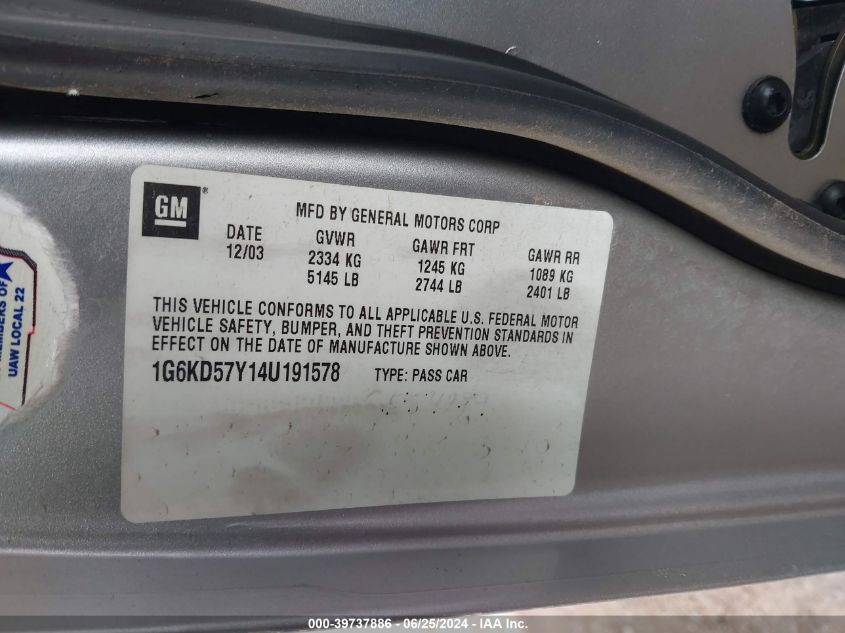 GM ®
MFD BY GENERAL MOTORS CORP
DATE GVWR GAWR FRT GAWR RR
12/03 2334 KG 1245 KG 1089 KG
5145 LB 2744 LB 2401 LB
THIS VEHICLE CONFORMS TO ALL APPLICABLE U.S. FEDERAL MOTOR
VEHICLE SAFETY, BUMPER, AND THEFT PREVENTION STANDARDS IN
EFFECT ON THE DATE OF MANUFACTURE SHOWN ABOVE.
1G6KD57Y14U191578 TYPE: PASS CAR
MEMBERS OF
UAW LOCAL 22
000-39737886 - 06/25/2024 - IAAI INC.